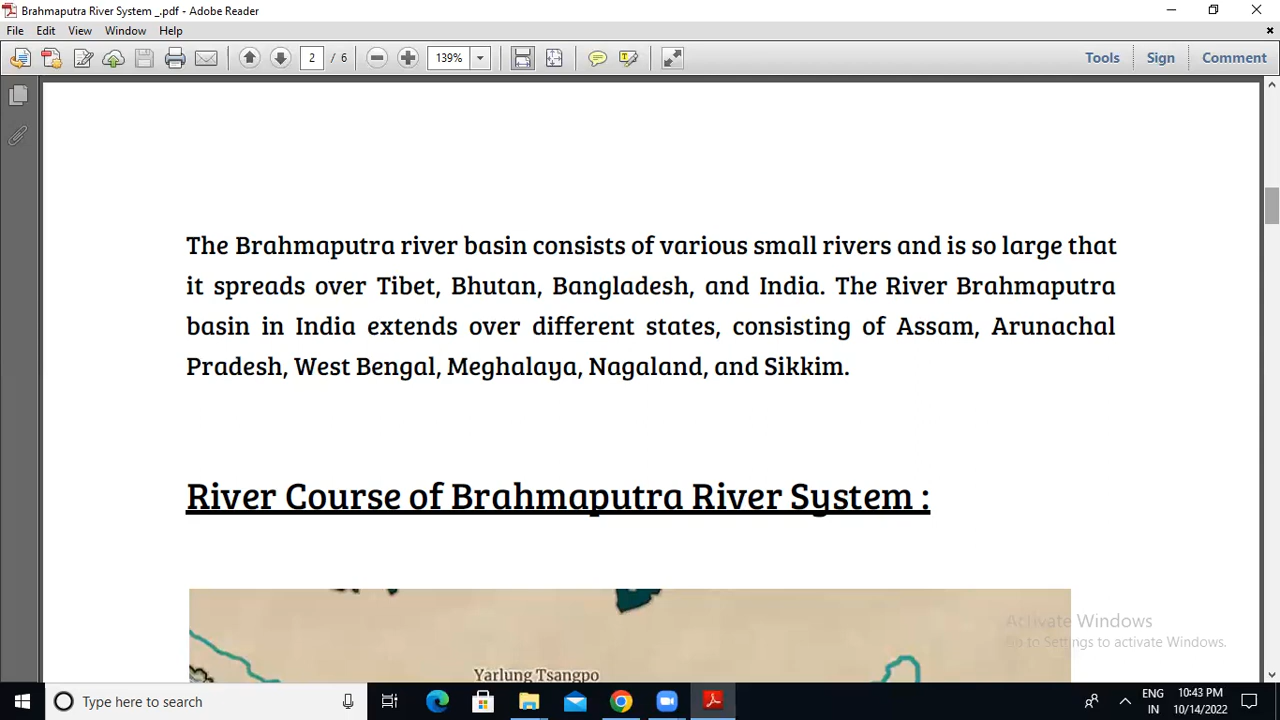 Brahmaputra River System _.pdf - Adobe Reader
File Edit View Window Help
2 / 6 139% Tools Sign Comment
The Brahmaputra river basin consists of various small rivers and is so large that
it spreads over Tibet, Bhutan, Bangladesh, and India. The River Brahmaputra
basin in India extends over different states, consisting of Assam, Arunachal
Pradesh, West Bengal, Meghalaya, Nagaland, and Sikkim.
River Course of Brahmaputra River System :
Activate Windows
Go to Settings to activate Windows.
Yarlung Tsangpo
Type here to search
ENG
IN
10:43 PM
10/14/2022